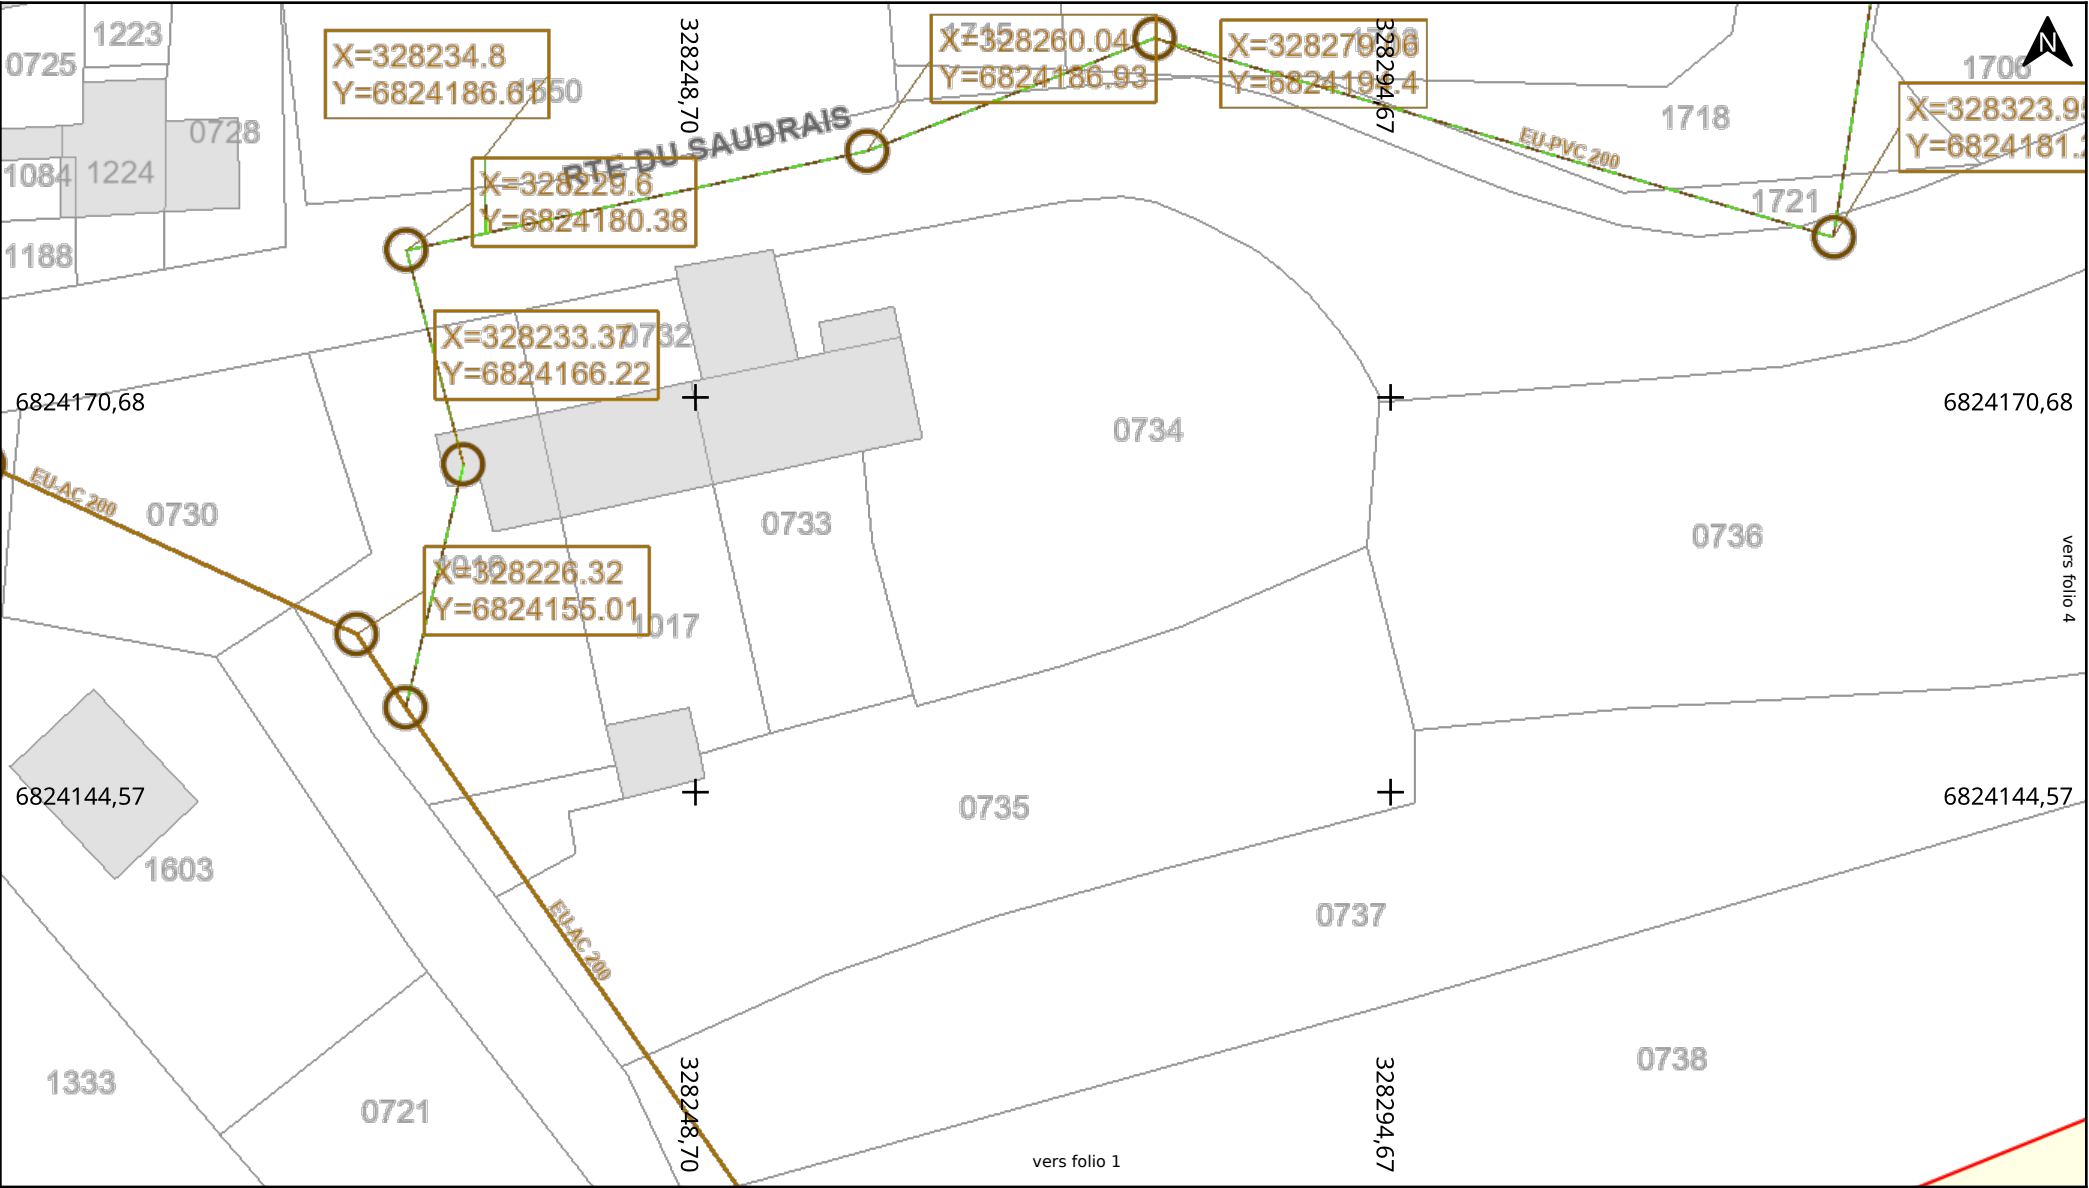 1223
0725
1224
0728
1084
1188
X=328234.8
Y=6824186.61
1550
328248,70
RTE DU SAUDRAIS
X=328229.6
Y=6824180.38
X=328260.04
Y=6824186.93
X=328279.06
328294,67
EU-PVC 200
1718
1721
1706
N
X=328323.95
Y=6824181.
X=328233.37
Y=6824166.22
0732
6824170,68
6824170,68
0734
EU-AC 200
0730
0733
0736
vers folio 4
X=328226.32
Y=6824155.01
1017
6824144,57
6824144,57
0735
1603
EU-AC 200
0737
0738
1333
0721
328248,70
328294,67
vers folio 1